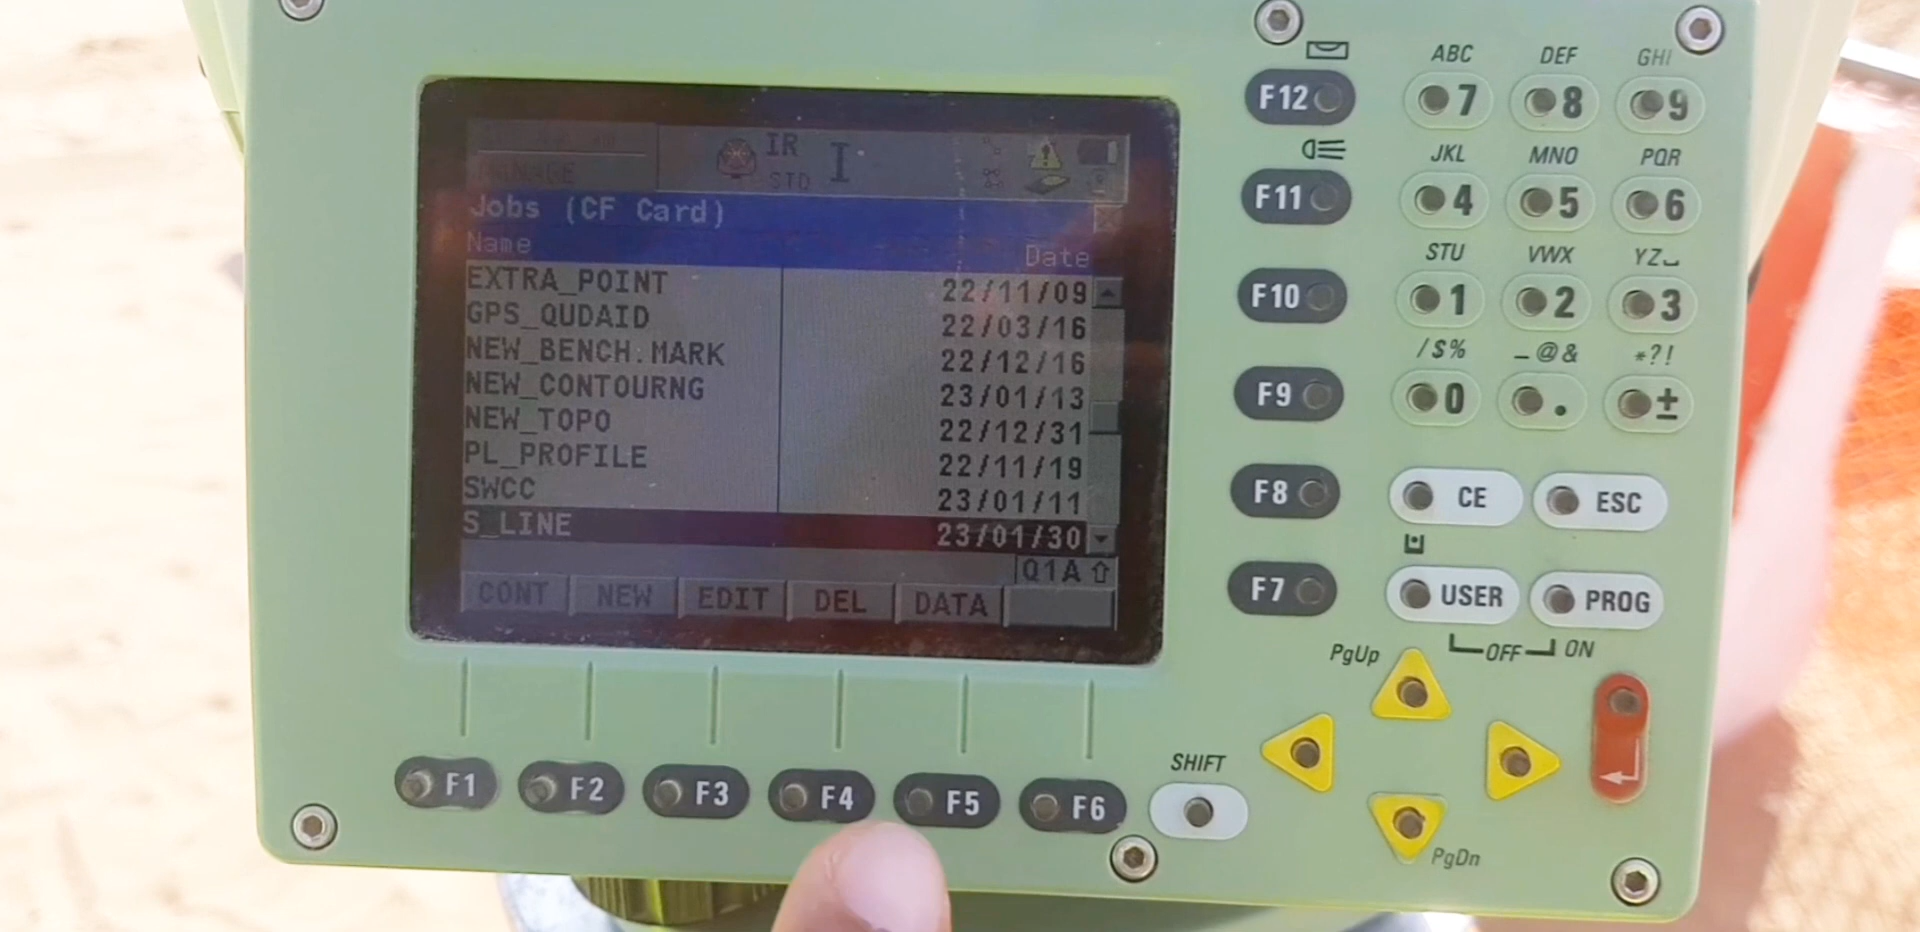 MANAGE
IR
STD
I
Jobs (CF Card)
Name Date
EXTRA_POINT 22/11/09
GPS_QUDAID 22/03/16
NEW_BENCH.MARK 22/12/16
NEW_CONTOURNG 23/01/13
NEW_TOPO 22/12/31
PL_PROFILE 22/11/19
SWCC 23/01/11
S_LINE 23/01/30
Q1A⇧
CONT NEW EDIT DEL DATA
F1 F2 F3 F4 F5 F6
SHIFT
F12
F11
F10
F9
F8
F7
ABC DEF GHI
7 8 9
JKL MNO PQR
4 5 6
STU VWX YZ⎵
1 2 3
/$% _@& *?!
0 . ±
CE ESC
USER PROG
OFF ON
PgUp
PgDn